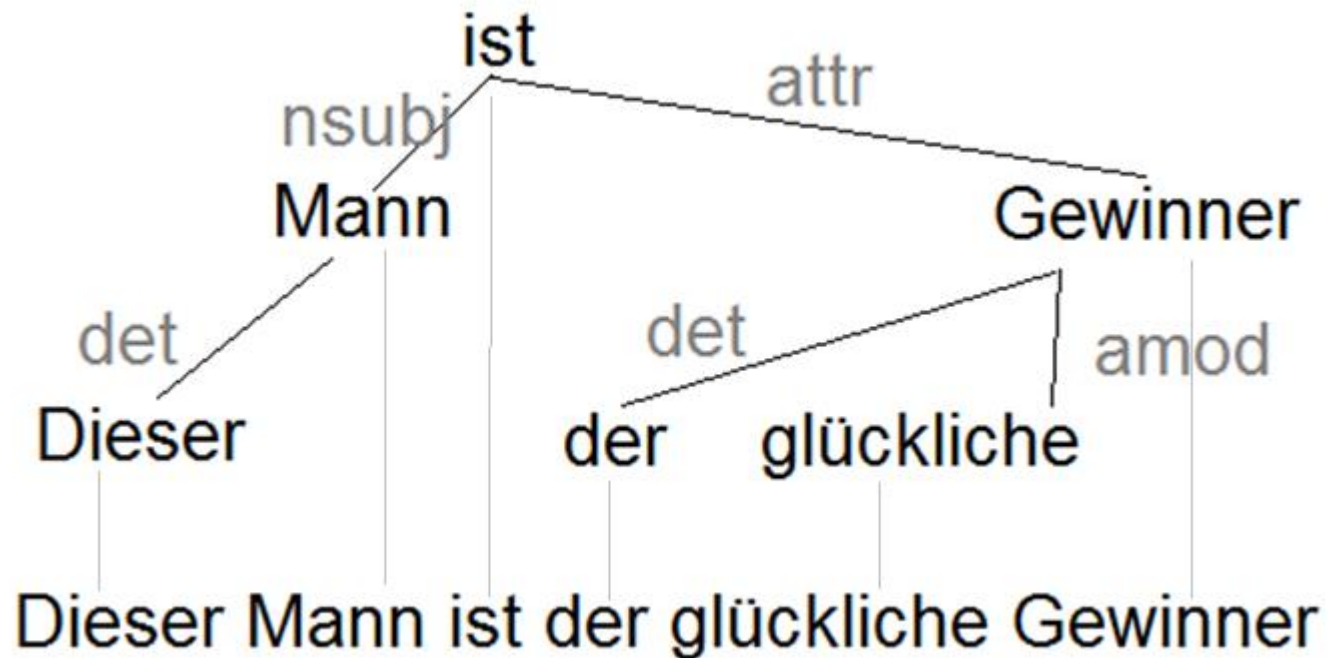 ist
nsubj attr
Mann Gewinner
det det amod
Dieser der glückliche
Dieser Mann ist der glückliche Gewinner